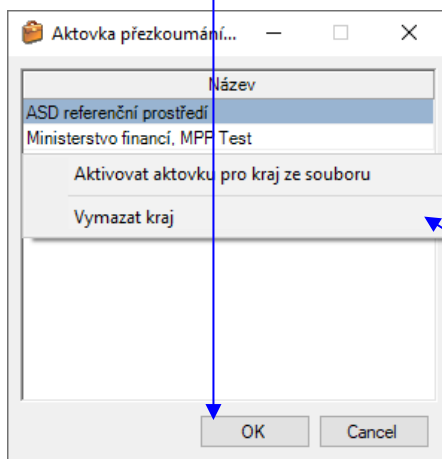 Aktovka přezkoumání...
Název
ASD referenční prostředí
Ministerstvo financí, MPP Test
Aktivovat aktovku pro kraj ze souboru
Vymazat kraj
OK
Cancel